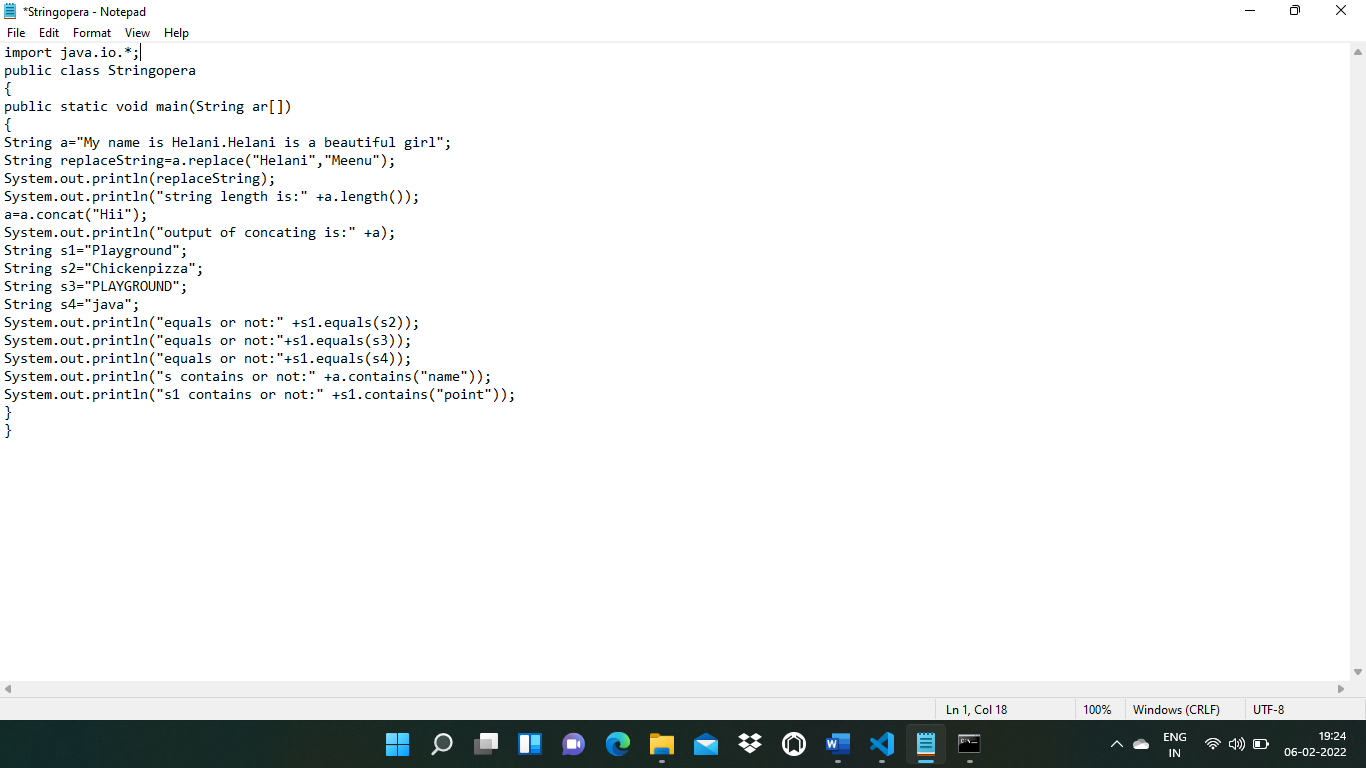 *Stringopera - Notepad
File Edit Format View Help
import java.io.*;
public class Stringopera
{
public static void main(String ar[])
{
String a="My name is Helani.Helani is a beautiful girl";
String replaceString=a.replace("Helani","Meenu");
System.out.println(replaceString);
System.out.println("string length is:" +a.length());
a=a.concat("Hii");
System.out.println("output of concating is:" +a);
String s1="Playground";
String s2="Chickenpizza";
String s3="PLAYGROUND";
String s4="java";
System.out.println("equals or not:" +s1.equals(s2));
System.out.println("equals or not:"+s1.equals(s3));
System.out.println("equals or not:"+s1.equals(s4));
System.out.println("s contains or not:" +a.contains("name"));
System.out.println("s1 contains or not:" +s1.contains("point"));
}
}
Ln 1, Col 18 100% Windows (CRLF) UTF-8
ENG
IN
19:24
06-02-2022